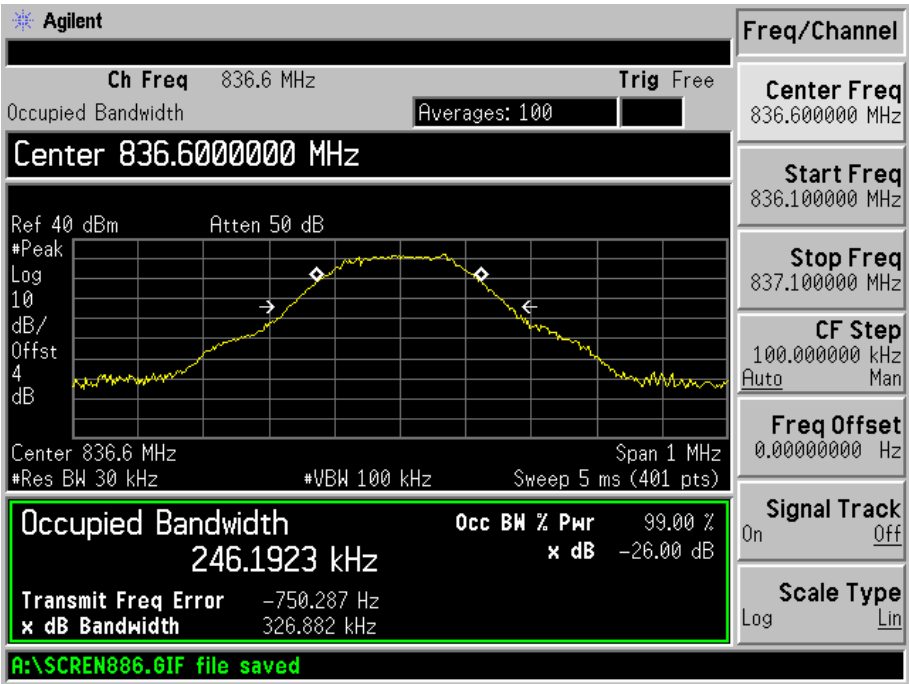 Agilent
Ch Freq 836.6 MHz Trig Free
Occupied Bandwidth Averages: 100
Center 836.6000000 MHz
Ref 40 dBm Atten 50 dB
#Peak
Log
10
dB/
Offst
4
dB
Center 836.6 MHz Span 1 MHz
#Res BW 30 kHz #VBW 100 kHz Sweep 5 ms (401 pts)
Occupied Bandwidth Occ BW % Pwr 99.00 %
246.1923 kHz x dB -26.00 dB
Transmit Freq Error -750.287 Hz
x dB Bandwidth 326.882 kHz
A:\SCREN886.GIF file saved
Freq/Channel
Center Freq
836.600000 MHz
Start Freq
836.100000 MHz
Stop Freq
837.100000 MHz
CF Step
100.000000 kHz
Auto Man
Freq Offset
0.00000000 Hz
Signal Track
On Off
Scale Type
Log Lin